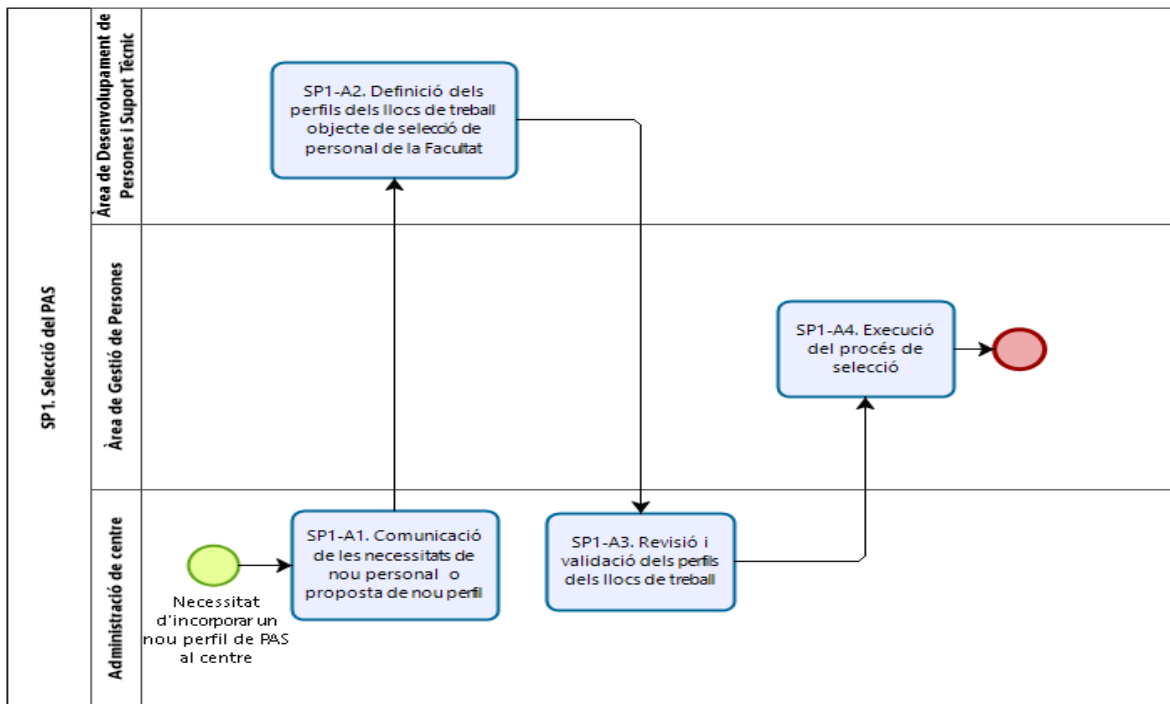 SP1. Selecció del PAS
Àrea de Desenvolupament de
Persones i Suport Tècnic
SP1-A2. Definició dels
perfils dels llocs de treball
objecte de selecció de
personal de la Facultat
Àrea de Gestió de Persones
SP1-A4. Execució
del procés de
selecció
Administració de centre
Necessitat
d'incorporar un
nou perfil de PAS
al centre
SP1-A1. Comunicació
de les necessitats de
nou personal o
proposta de nou perfil
SP1-A3. Revisió i
validació dels perfils
dels llocs de treball